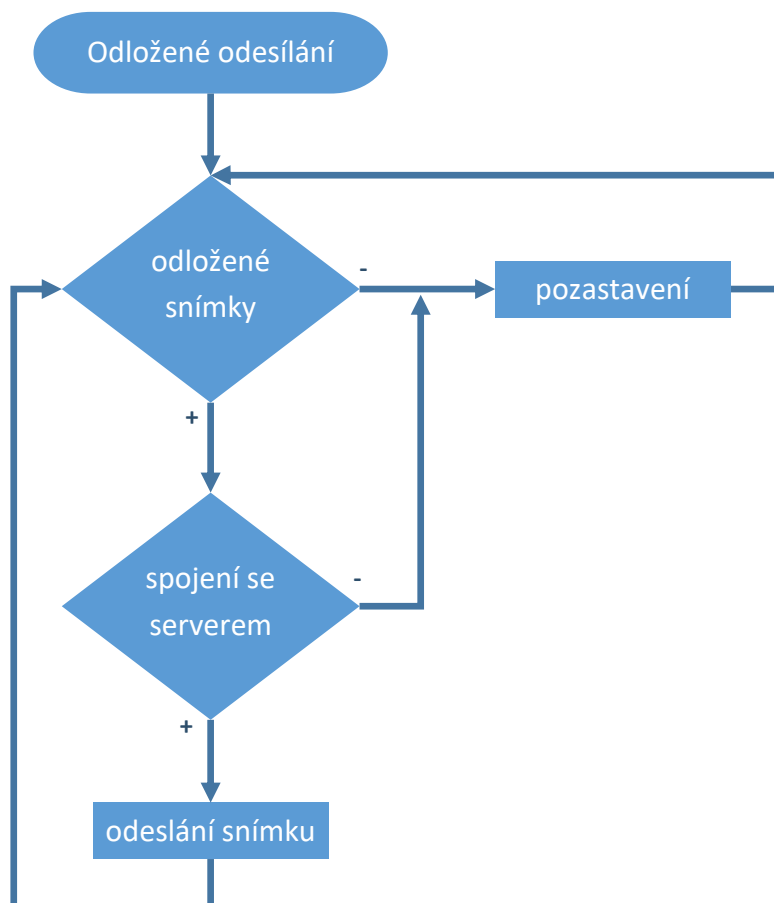 Odložené odesílání
odložené
snímky
-
pozastavení
+
spojení se
serverem
-
+
odeslání snímku